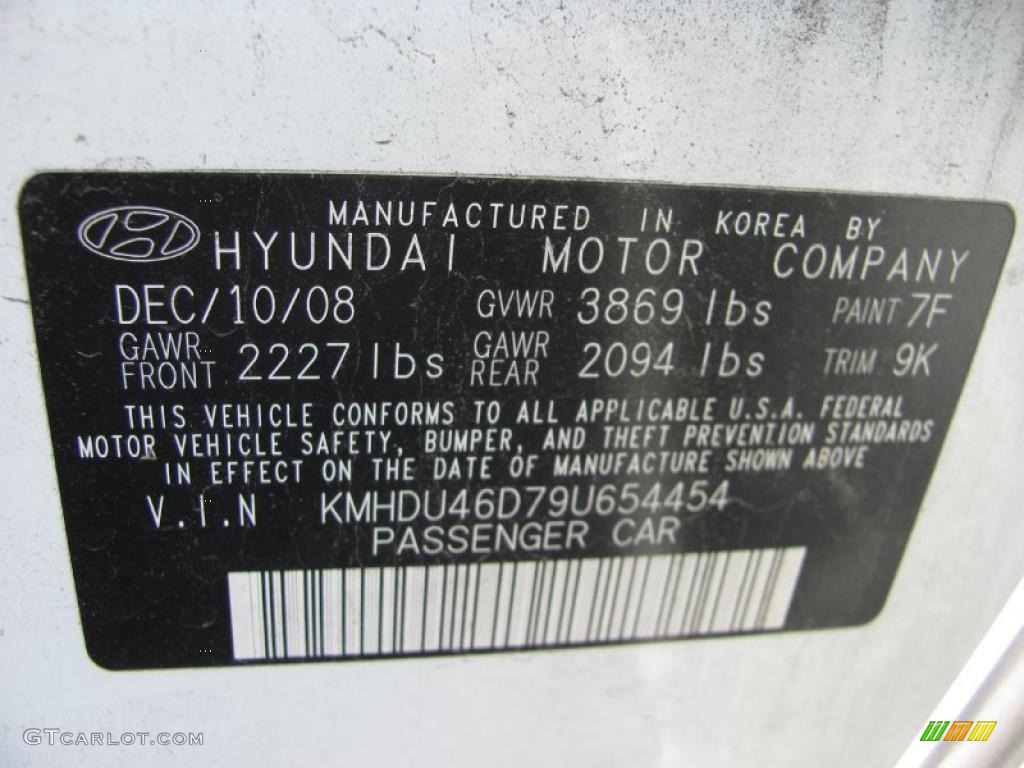 MANUFACTURED IN KOREA BY
HYUNDAI MOTOR COMPANY
DEC/10/08 GVWR 3869 lbs PAINT 7F
GAWR FRONT 2227 lbs GAWR REAR 2094 lbs TRIM 9K
THIS VEHICLE CONFORMS TO ALL APPLICABLE U.S.A. FEDERAL
MOTOR VEHICLE SAFETY, BUMPER, AND THEFT PREVENTION STANDARDS
IN EFFECT ON THE DATE OF MANUFACTURE SHOWN ABOVE
V.I.N KMHDU46D79U654454
PASSENGER CAR
GTCARLOT.COM